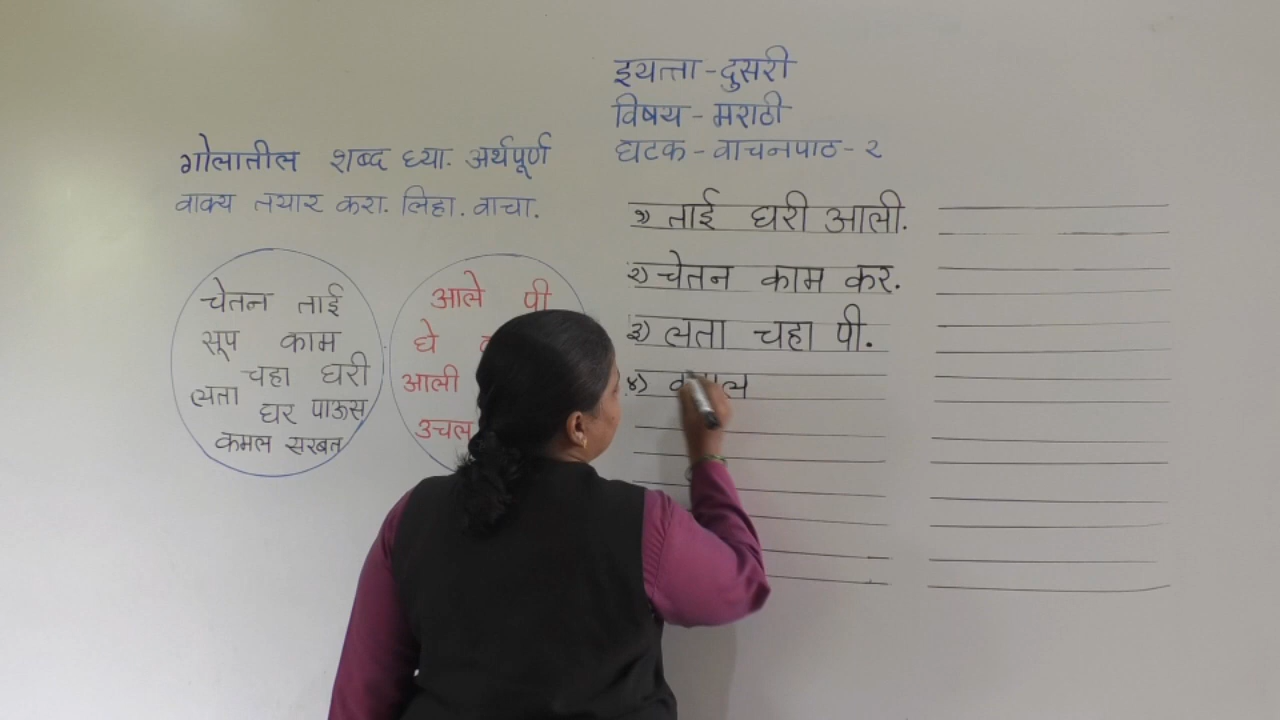 इयत्ता - दुसरी
विषय - मराठी
घटक - वाचनपाठ - २
गोलातील शब्द घ्या. अर्थपूर्ण
वाक्य तयार करा. लिहा. वाचा.
चेतन ताई
सूप काम
चहा घरी
लता घर पाऊस
कमल सरबत
आले पी
घे
आली
उचल
१) ताई घरी आली.
२) चेतन काम कर.
३) लता चहा पी.
४)